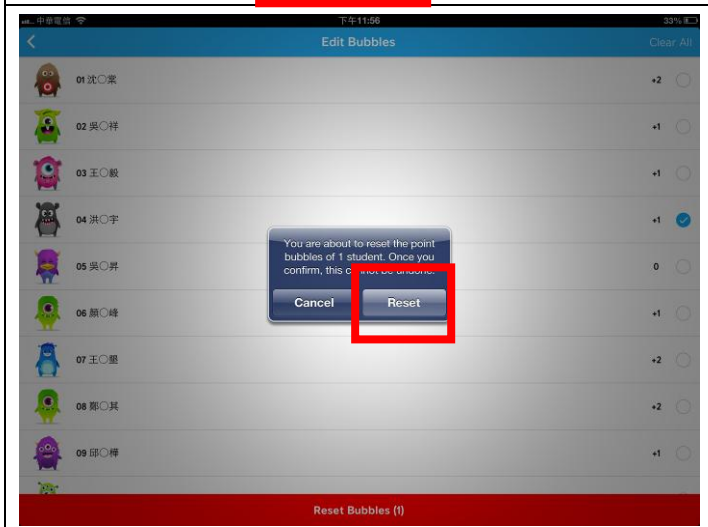 中華電信
下午11:56
33%
Edit Bubbles
Clear All
01 沈○棠 +2
02 吳○祥 +1
03 王○毅 +1
04 洪○宇 +1
05 吳○昇 0
06 顏○峰 +1
07 王○墾 +2
08 鄭○其 +2
09 邱○樺 +1
You are about to reset the point
bubbles of 1 student. Once you
confirm, this cannot be undone.
Cancel
Reset
Reset Bubbles (1)